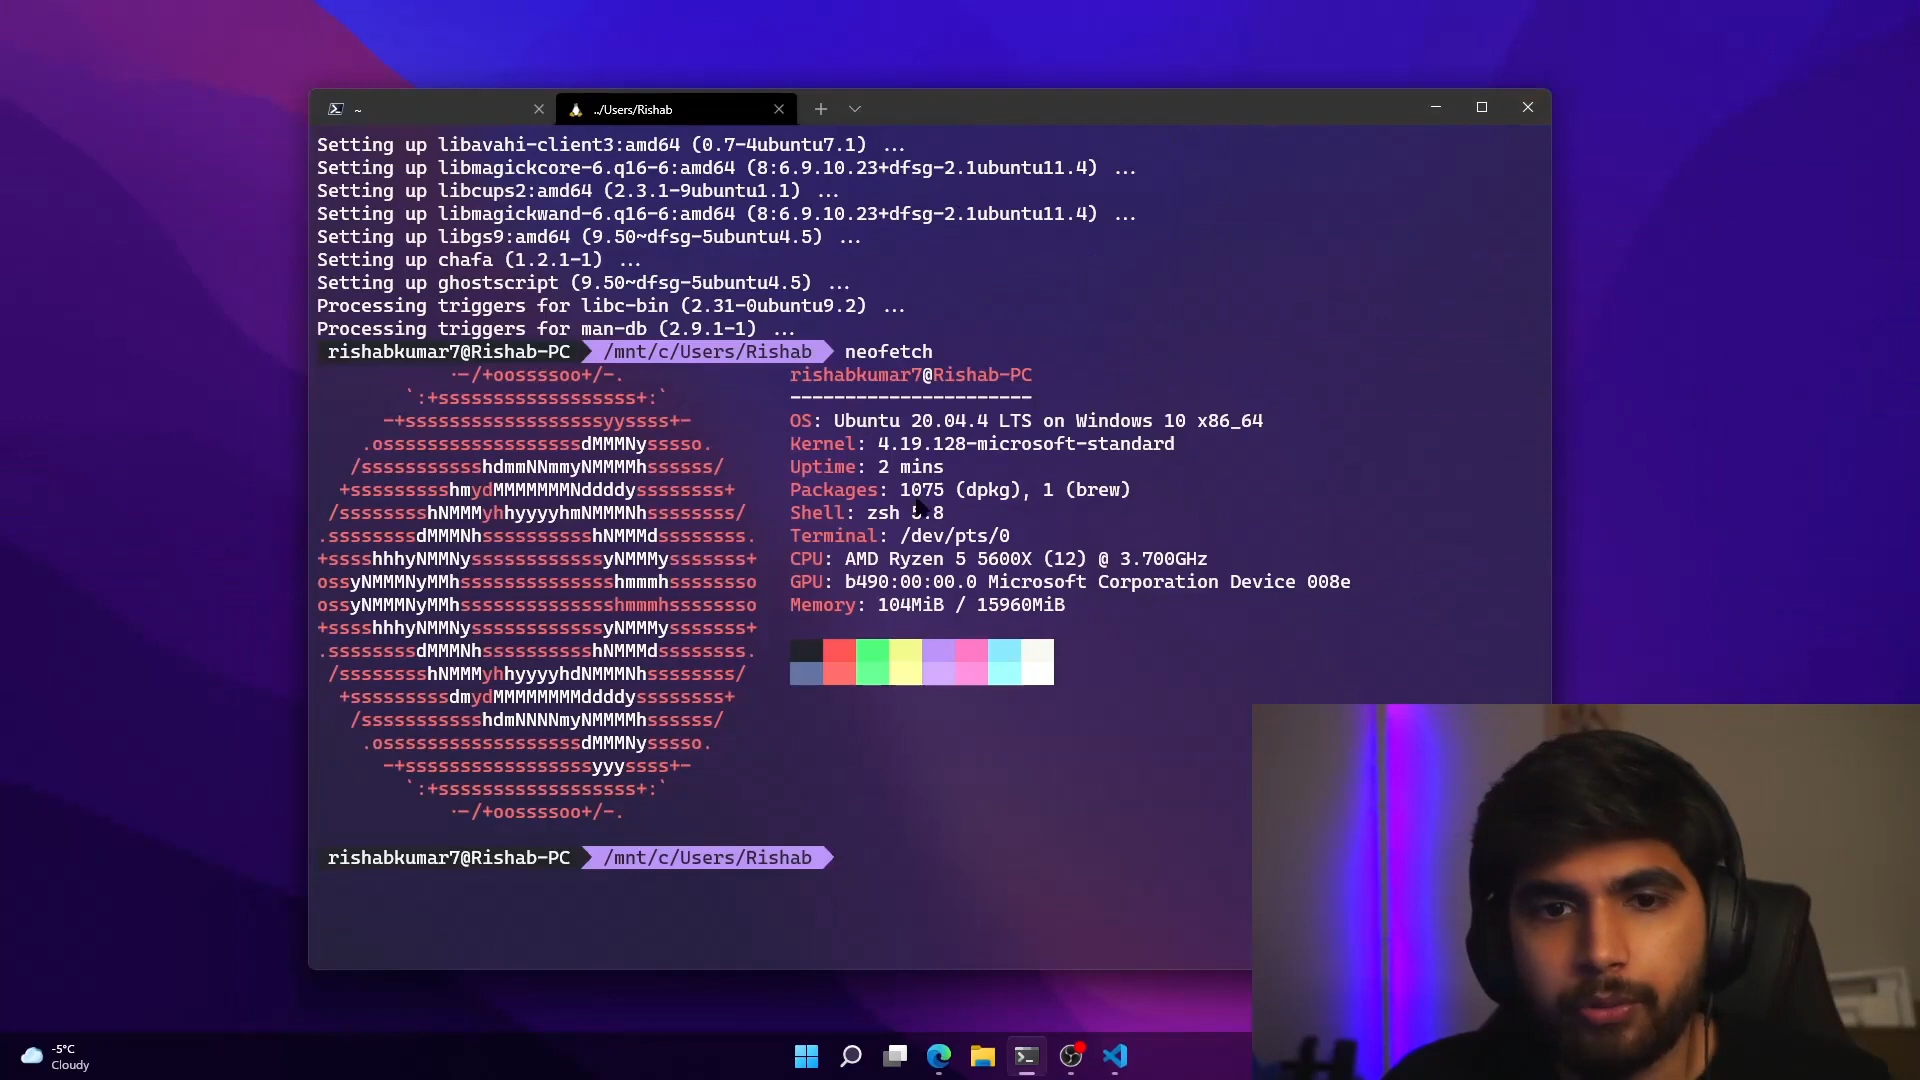 ~
../Users/Rishab
Setting up libavahi-client3:amd64 (0.7-4ubuntu7.1) ...
Setting up libmagickcore-6.q16-6:amd64 (8:6.9.10.23+dfsg-2.1ubuntu11.4) ...
Setting up libcups2:amd64 (2.3.1-9ubuntu1.1) ...
Setting up libmagickwand-6.q16-6:amd64 (8:6.9.10.23+dfsg-2.1ubuntu11.4) ...
Setting up libgs9:amd64 (9.50~dfsg-5ubuntu4.5) ...
Setting up chafa (1.2.1-1) ...
Setting up ghostscript (9.50~dfsg-5ubuntu4.5) ...
Processing triggers for libc-bin (2.31-0ubuntu9.2) ...
Processing triggers for man-db (2.9.1-1) ...
rishabkumar7@Rishab-PC /mnt/c/Users/Rishab neofetch
rishabkumar7@Rishab-PC
----------------------
OS: Ubuntu 20.04.4 LTS on Windows 10 x86_64
Kernel: 4.19.128-microsoft-standard
Uptime: 2 mins
Packages: 1075 (dpkg), 1 (brew)
Shell: zsh 5.8
Terminal: /dev/pts/0
CPU: AMD Ryzen 5 5600X (12) @ 3.700GHz
GPU: b490:00:00.0 Microsoft Corporation Device 008e
Memory: 104MiB / 15960MiB
rishabkumar7@Rishab-PC /mnt/c/Users/Rishab
-5°C
Cloudy